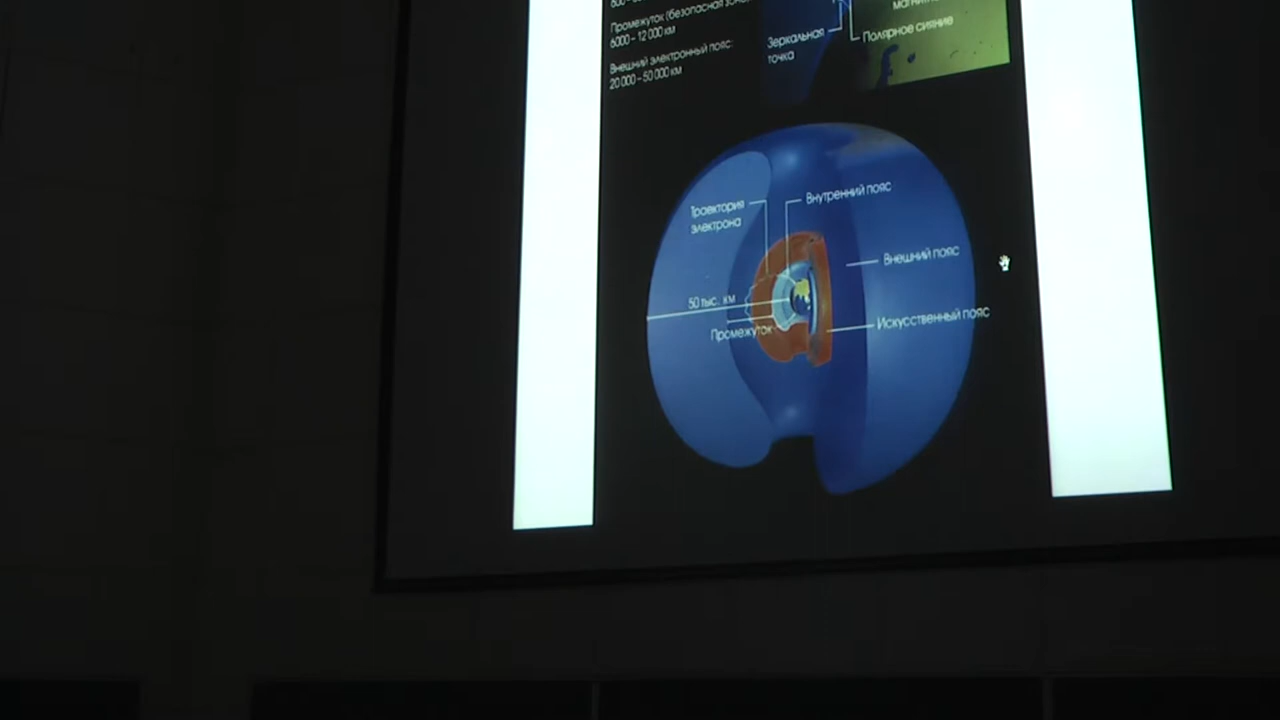 Промежуток (безопасная зона
6000 – 12 000 км
Внешний электронный пояс:
20 000 – 50 000 км
Зеркальная
точка
Полярное сияние
Траектория
электрона
Внутренний пояс
Внешний пояс
50 тыс. км
Промежуток
Искусственный пояс